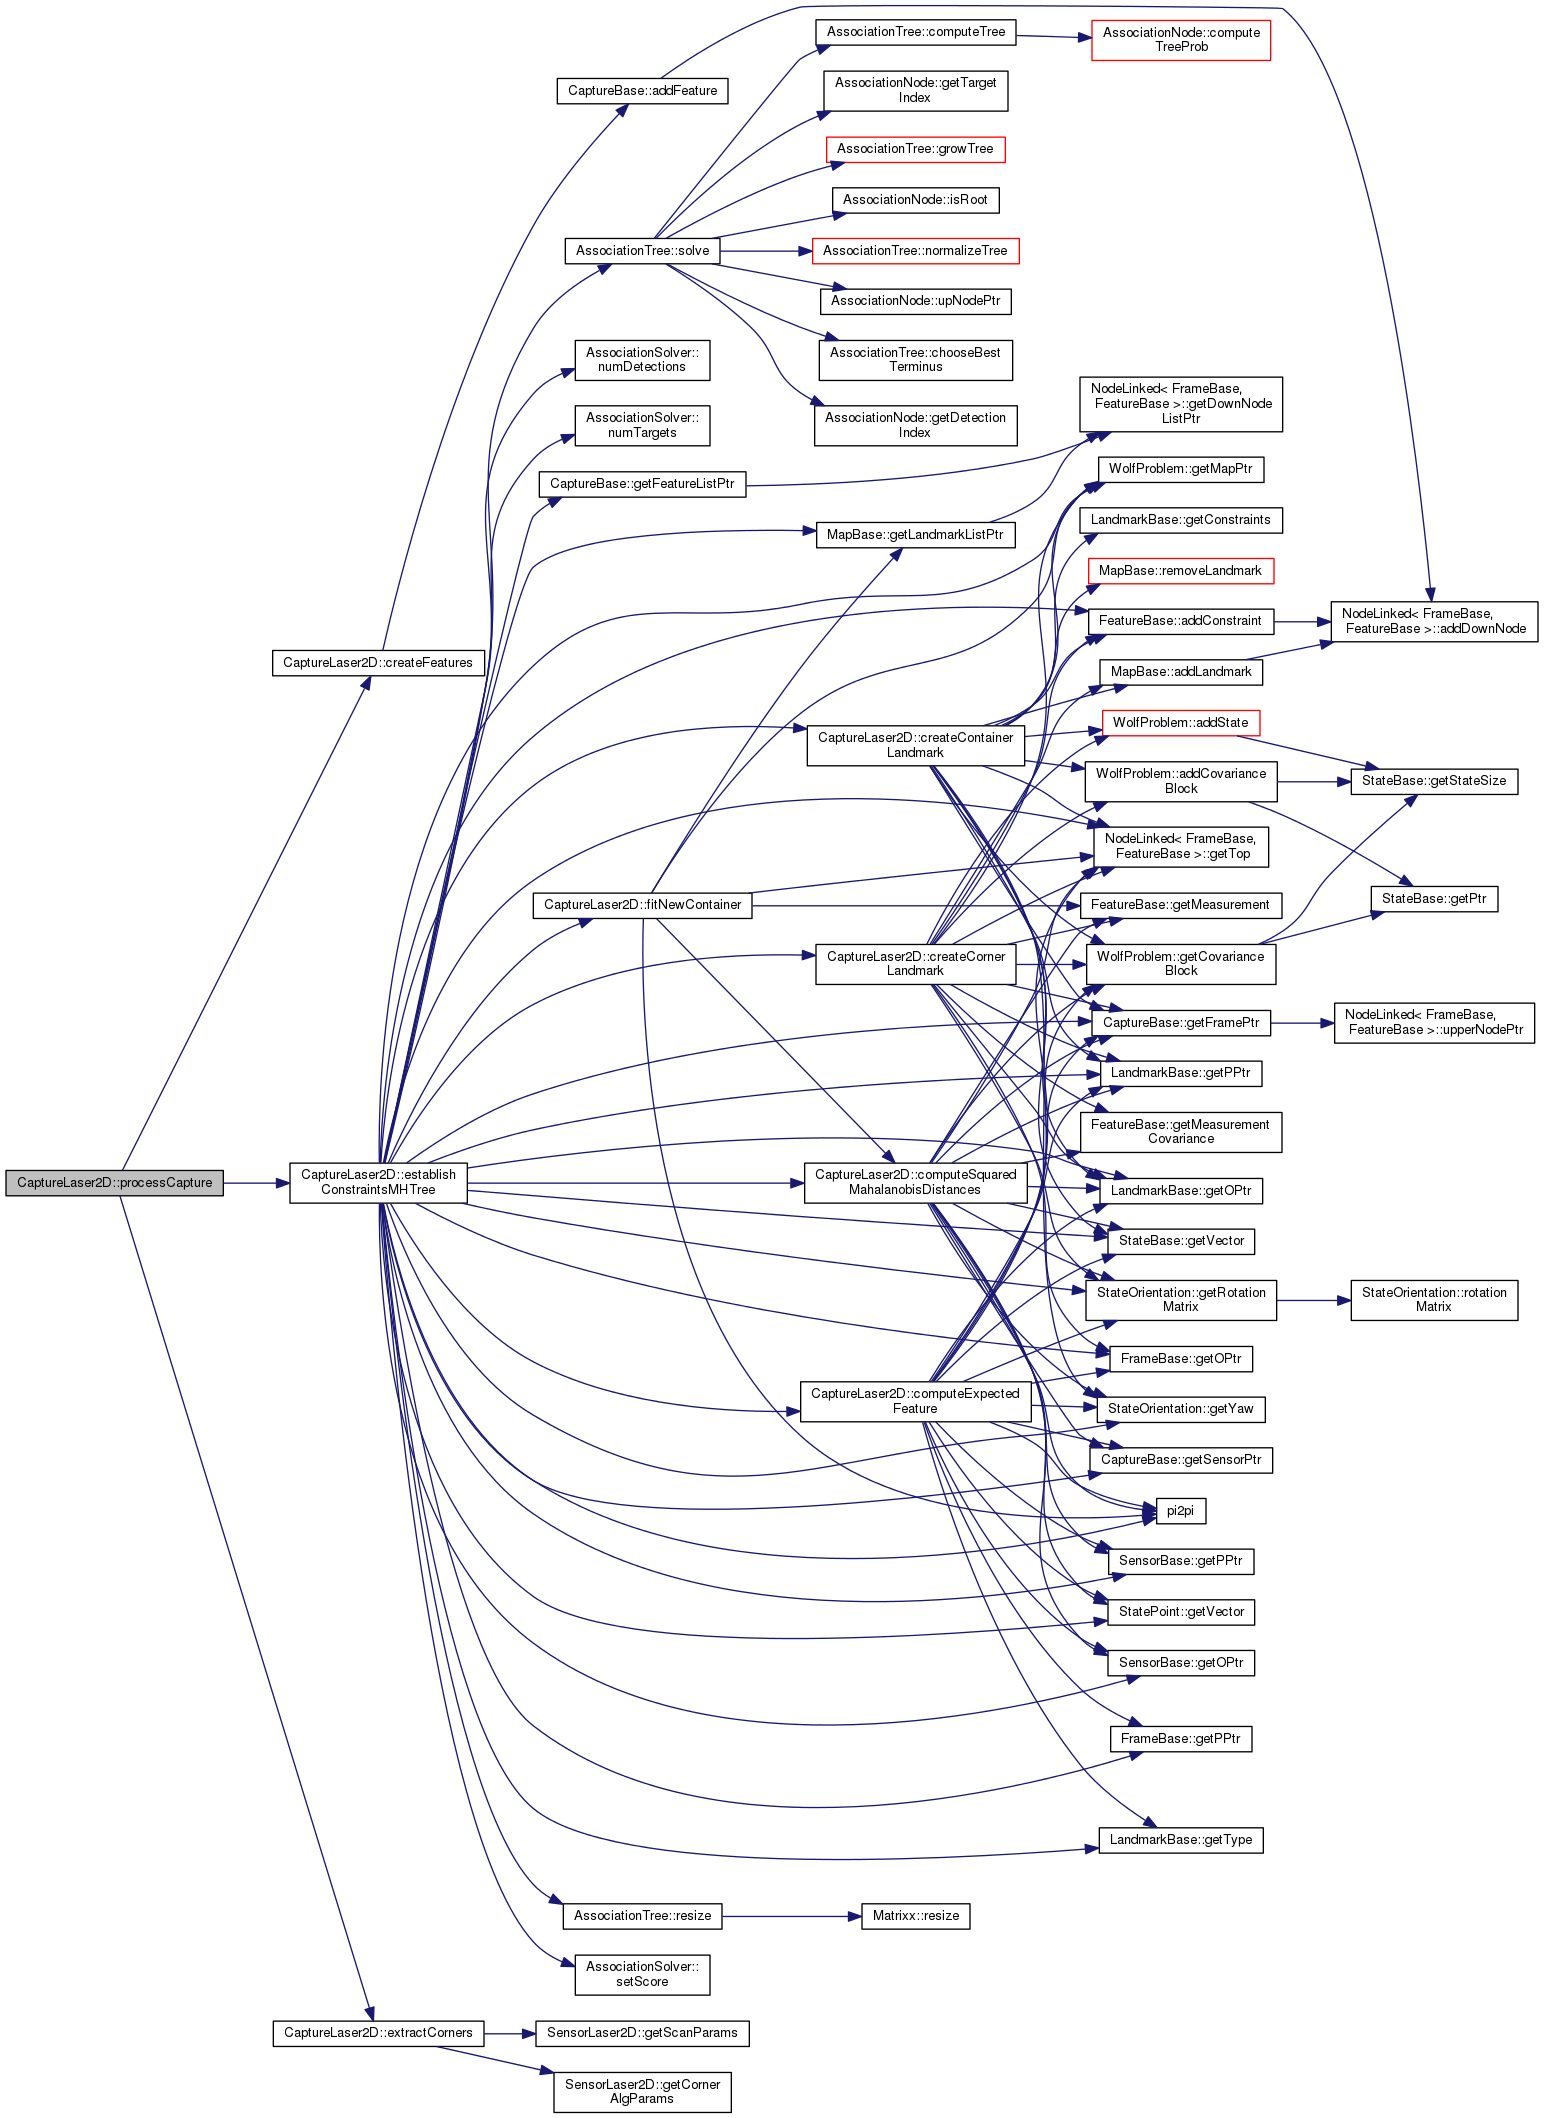 AssociationTree::computeTree
AssociationNode::compute
TreeProb
CaptureBase::addFeature
AssociationNode::getTarget
Index
AssociationTree::growTree
AssociationNode::isRoot
AssociationTree::solve
AssociationTree::normalizeTree
AssociationNode::upNodePtr
AssociationSolver::
numDetections
AssociationTree::chooseBest
Terminus
NodeLinked< FrameBase,
FeatureBase >::getDownNode
ListPtr
AssociationSolver::
numTargets
AssociationNode::getDetection
Index
CaptureBase::getFeatureListPtr
WolfProblem::getMapPtr
MapBase::getLandmarkListPtr
LandmarkBase::getConstraints
MapBase::removeLandmark
FeatureBase::addConstraint
NodeLinked< FrameBase,
FeatureBase >::addDownNode
CaptureLaser2D::createFeatures
MapBase::addLandmark
WolfProblem::addState
CaptureLaser2D::createContainer
Landmark
WolfProblem::addCovariance
Block
StateBase::getStateSize
NodeLinked< FrameBase,
FeatureBase >::getTop
CaptureLaser2D::fitNewContainer
FeatureBase::getMeasurement
StateBase::getPtr
CaptureLaser2D::createCorner
Landmark
WolfProblem::getCovariance
Block
CaptureBase::getFramePtr
NodeLinked< FrameBase,
FeatureBase >::upperNodePtr
LandmarkBase::getPPtr
FeatureBase::getMeasurement
Covariance
CaptureLaser2D::processCapture
CaptureLaser2D::establish
ConstraintsMHTree
CaptureLaser2D::computeSquared
MahalanobisDistances
LandmarkBase::getOPtr
StateBase::getVector
StateOrientation::getRotation
Matrix
StateOrientation::rotation
Matrix
FrameBase::getOPtr
CaptureLaser2D::computeExpected
Feature
StateOrientation::getYaw
CaptureBase::getSensorPtr
pi2pi
SensorBase::getPPtr
StatePoint::getVector
SensorBase::getOPtr
FrameBase::getPPtr
LandmarkBase::getType
AssociationTree::resize
Matrixx::resize
AssociationSolver::
setScore
CaptureLaser2D::extractCorners
SensorLaser2D::getScanParams
SensorLaser2D::getCorner
AlgParams